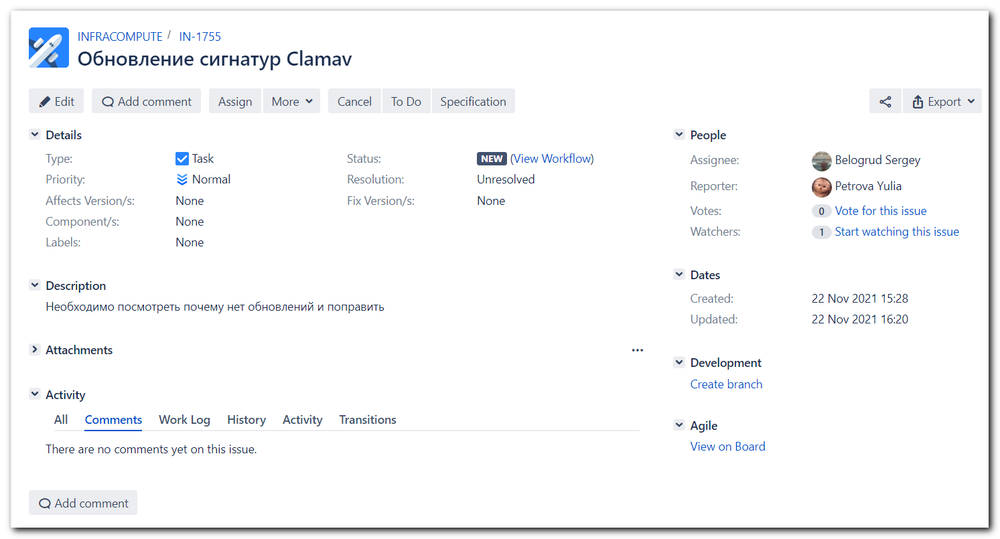 INFRACOMPUTE / IN-1755
Обновление сигнатур Clamav
Edit Add comment Assign More Cancel To Do Specification Export
Details
Type: Task Status: NEW (View Workflow)
Priority: Normal Resolution: Unresolved
Affects Version/s: None Fix Version/s: None
Component/s: None
Labels: None
Description
Необходимо посмотреть почему нет обновлений и поправить
Attachments
Activity
All Comments Work Log History Activity Transitions
There are no comments yet on this issue.
Add comment
People
Assignee: Belogrud Sergey
Reporter: Petrova Yulia
Votes: 0 Vote for this issue
Watchers: 1 Start watching this issue
Dates
Created: 22 Nov 2021 15:28
Updated: 22 Nov 2021 16:20
Development
Create branch
Agile
View on Board